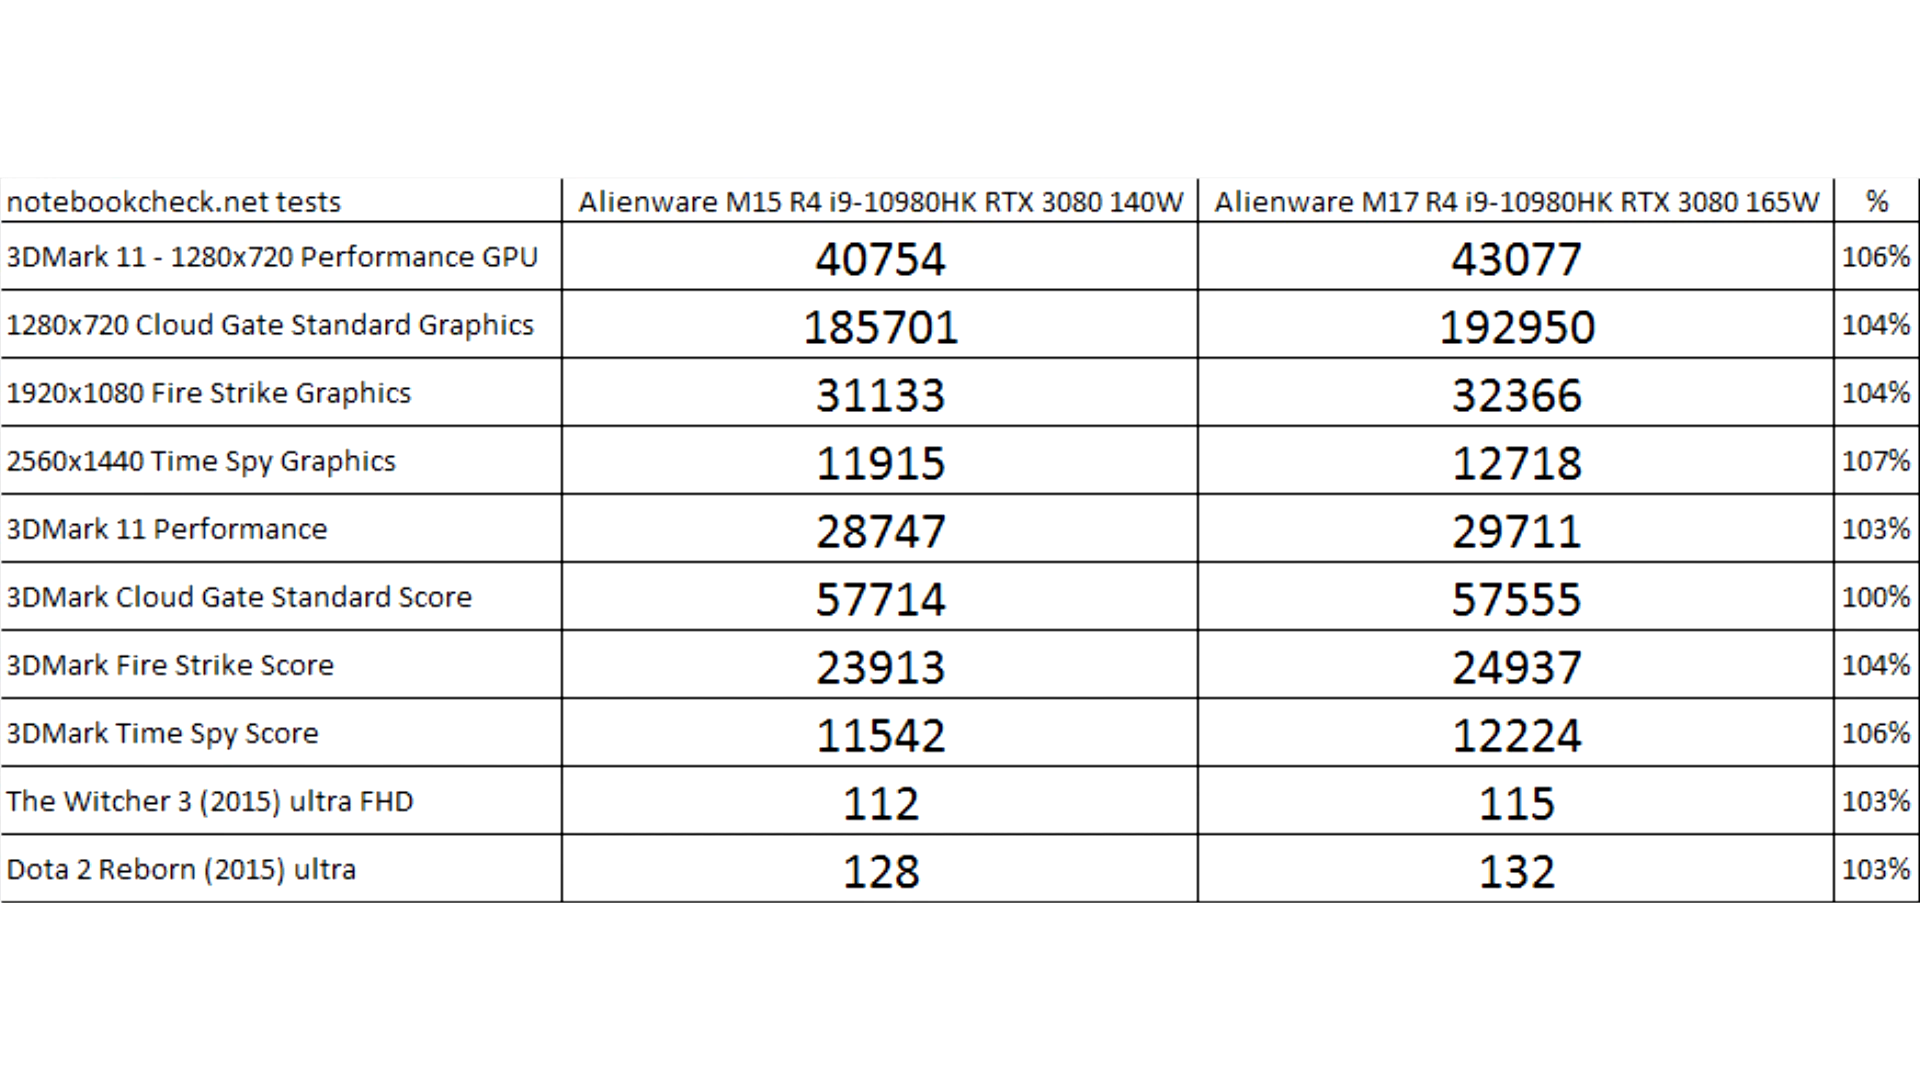 notebookcheck.net tests Alienware M15 R4 i9-10980HK RTX 3080 140W Alienware M17 R4 i9-10980HK RTX 3080 165W %
3DMark 11 - 1280x720 Performance GPU 40754 43077 106%
1280x720 Cloud Gate Standard Graphics 185701 192950 104%
1920x1080 Fire Strike Graphics 31133 32366 104%
2560x1440 Time Spy Graphics 11915 12718 107%
3DMark 11 Performance 28747 29711 103%
3DMark Cloud Gate Standard Score 57714 57555 100%
3DMark Fire Strike Score 23913 24937 104%
3DMark Time Spy Score 11542 12224 106%
The Witcher 3 (2015) ultra FHD 112 115 103%
Dota 2 Reborn (2015) ultra 128 132 103%